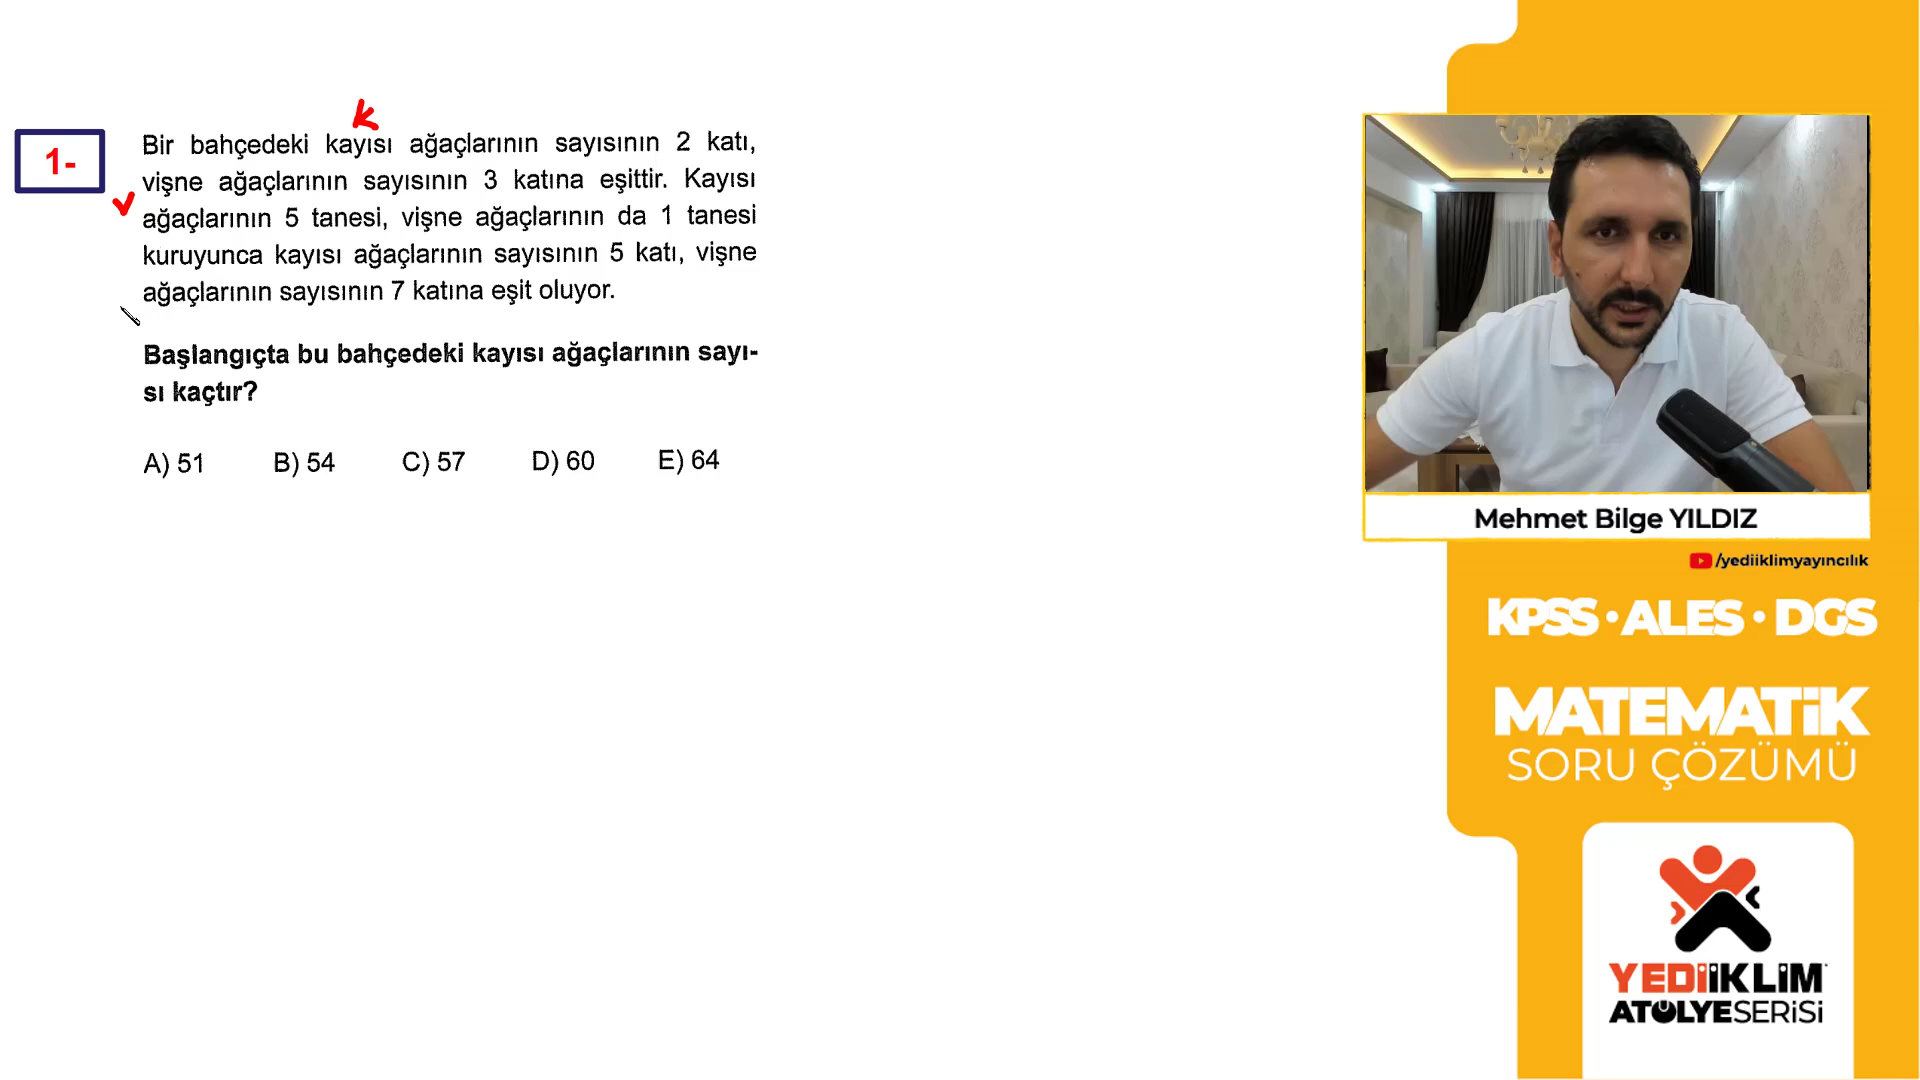 k
1-
Bir bahçedeki kayısı ağaçlarının sayısının 2 katı,
vişne ağaçlarının sayısının 3 katına eşittir. Kayısı
v
ağaçlarının 5 tanesi, vişne ağaçlarının da 1 tanesi
kuruyunca kayısı ağaçlarının sayısının 5 katı, vişne
ağaçlarının sayısının 7 katına eşit oluyor.
Başlangıçta bu bahçedeki kayısı ağaçlarının sayı-
sı kaçtır?
A) 51 B) 54 C) 57 D) 60 E) 64
Mehmet Bilge YILDIZ
/yediiklimyayıncılık
KPSS • ALES • DGS
MATEMATİK
SORU ÇÖZÜMÜ
YEDİİKLİM
ATÖLYESERİSİ